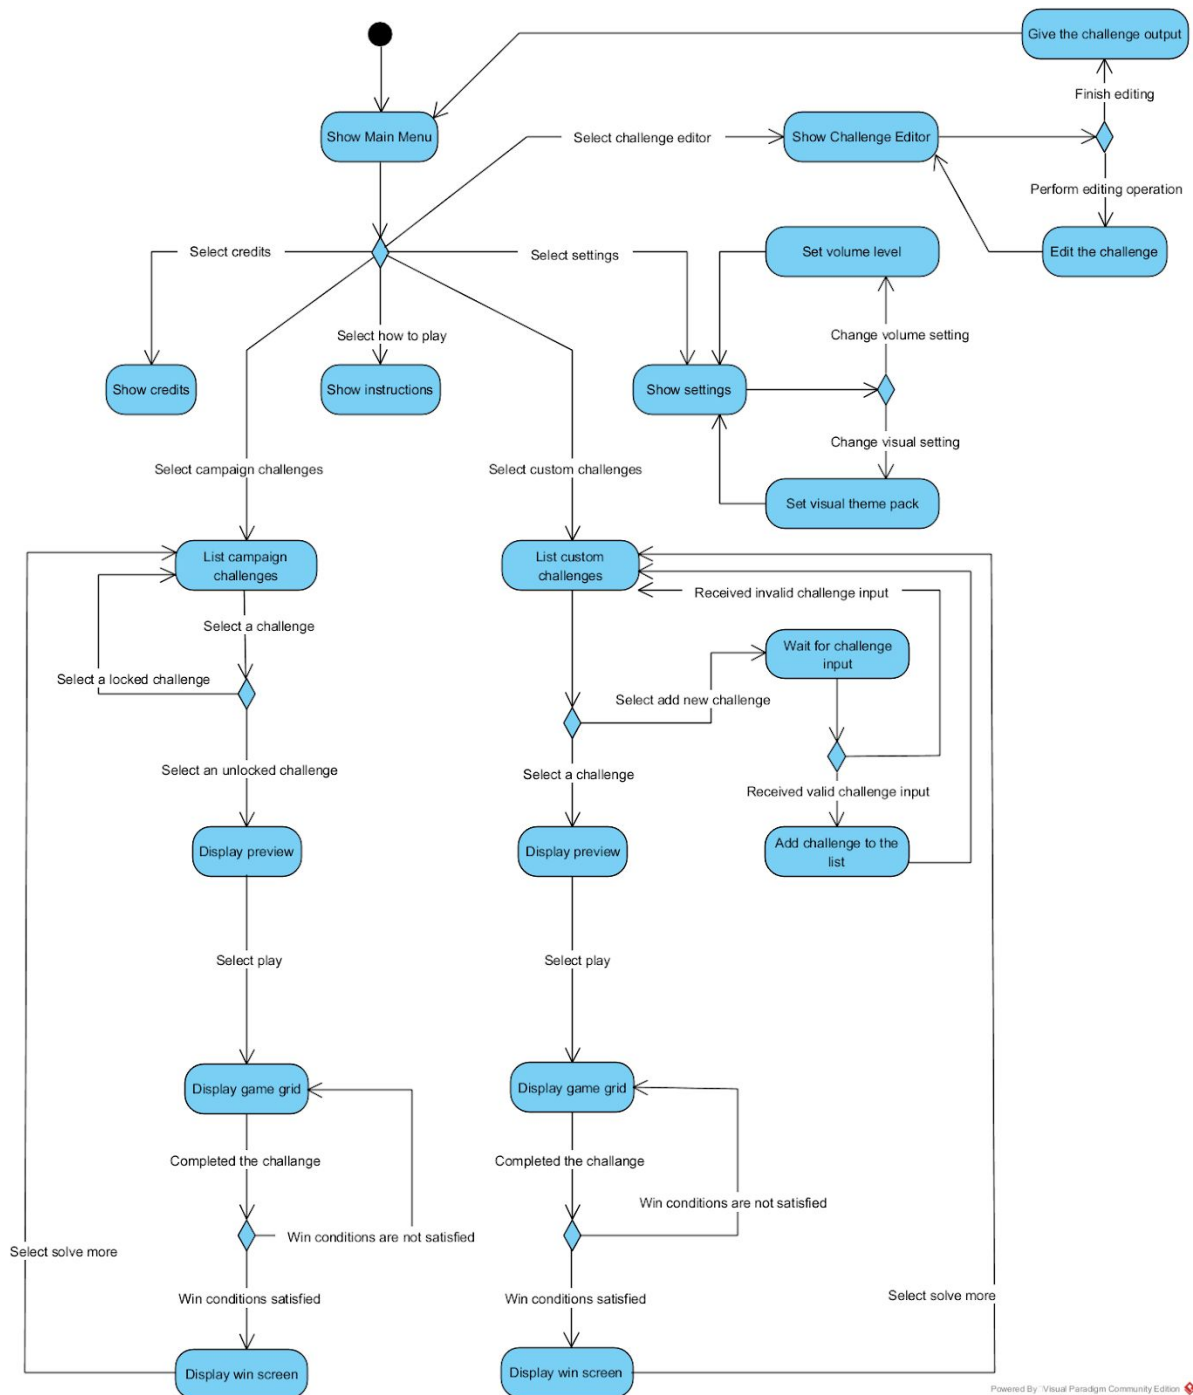 Give the challenge output
Finish editing
Show Main Menu
Select challenge editor
Show Challenge Editor
Perform editing operation
Select credits
Select settings
Set volume level
Edit the challenge
Select how to play
Change volume setting
Show credits
Show instructions
Show settings
Change visual setting
Select campaign challenges
Select custom challenges
Set visual theme pack
List campaign
challenges
List custom
challenges
Received invalid challenge input
Select a challenge
Wait for challenge
input
Select a locked challenge
Select add new challenge
Select an unlocked challenge
Select a challenge
Received valid challenge input
Display preview
Display preview
Add challenge to the
list
Select play
Select play
Display game grid
Display game grid
Completed the challange
Completed the challange
Win conditions are not satisfied
Win conditions are not satisfied
Select solve more
Win conditions satisfied
Win conditions satisfied
Select solve more
Display win screen
Display win screen
Powered By Visual Paradigm Community Edition